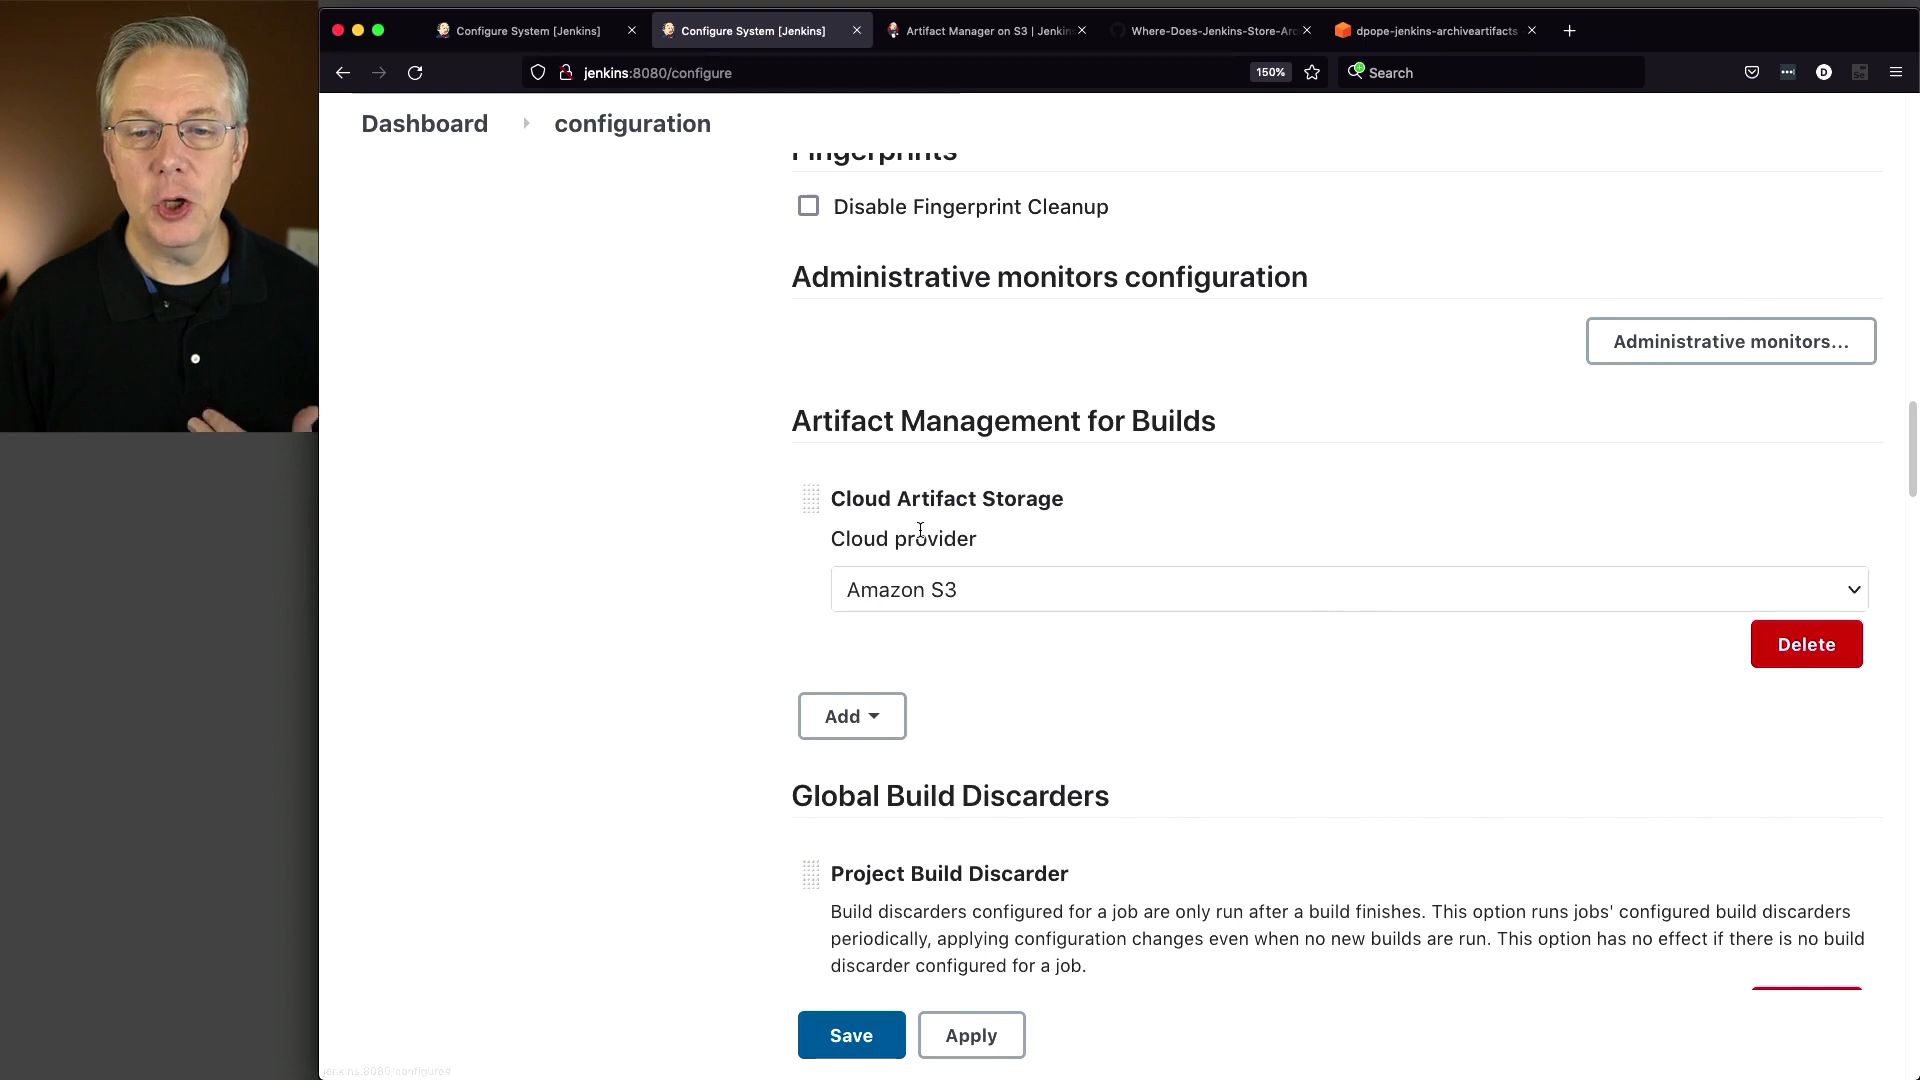 Configure System [Jenkins]
Configure System [Jenkins]
Artifact Manager on S3 | Jenkin
Where-Does-Jenkins-Store-Arc
dpope-jenkins-archiveartifacts
jenkins:8080/configure
150%
Search
Dashboard
configuration
Fingerprints
Disable Fingerprint Cleanup
Administrative monitors configuration
Administrative monitors...
Artifact Management for Builds
Cloud Artifact Storage
Cloud provider
Amazon S3
Delete
Add
Global Build Discarders
Project Build Discarder
Build discarders configured for a job are only run after a build finishes. This option runs jobs' configured build discarders
periodically, applying configuration changes even when no new builds are run. This option has no effect if there is no build
discarder configured for a job.
Save
Apply
jenkins:8080/configure#